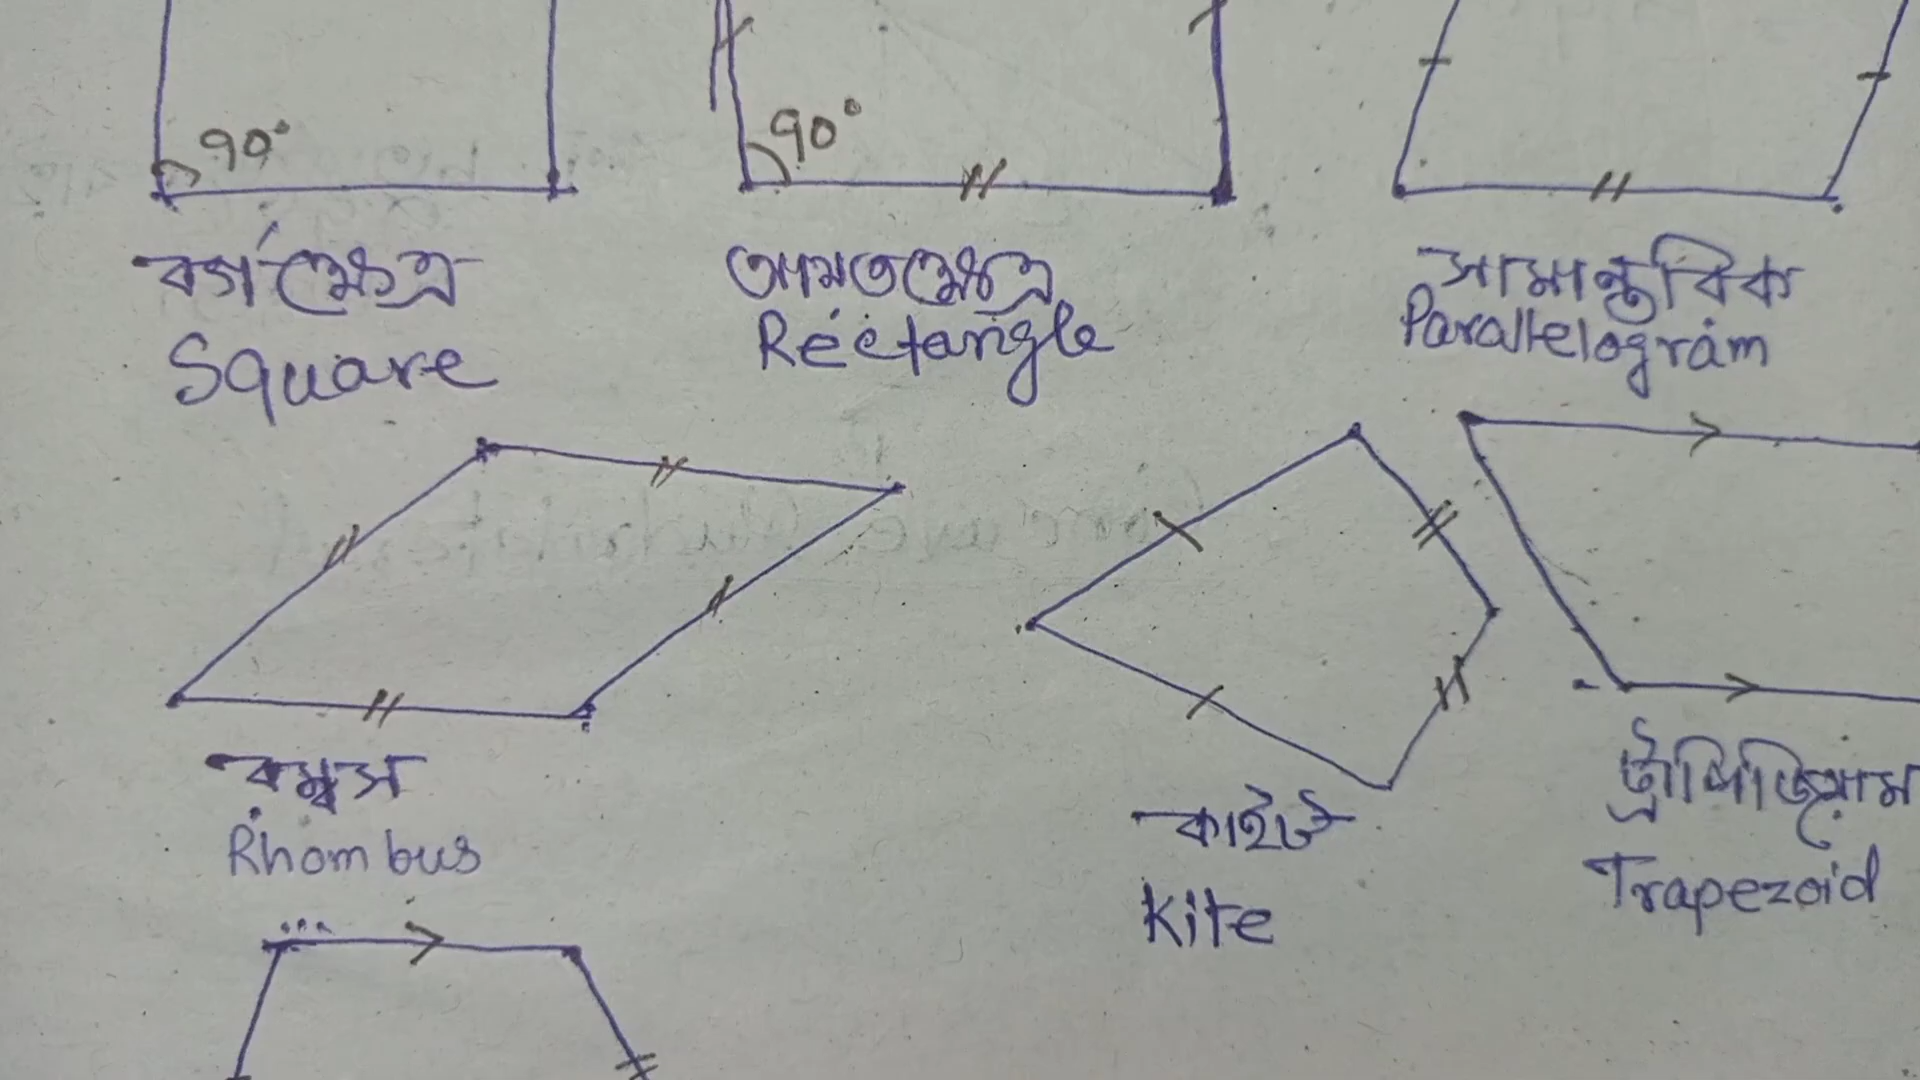 90°
90°
বর্গক্ষেত্র
Square
আয়তক্ষেত্র
Rectangle
সামান্তরিক
Parallelogram
রম্বস
Rhombus
কাইট
Kite
ট্রাপিজিয়াম
Trapezoid